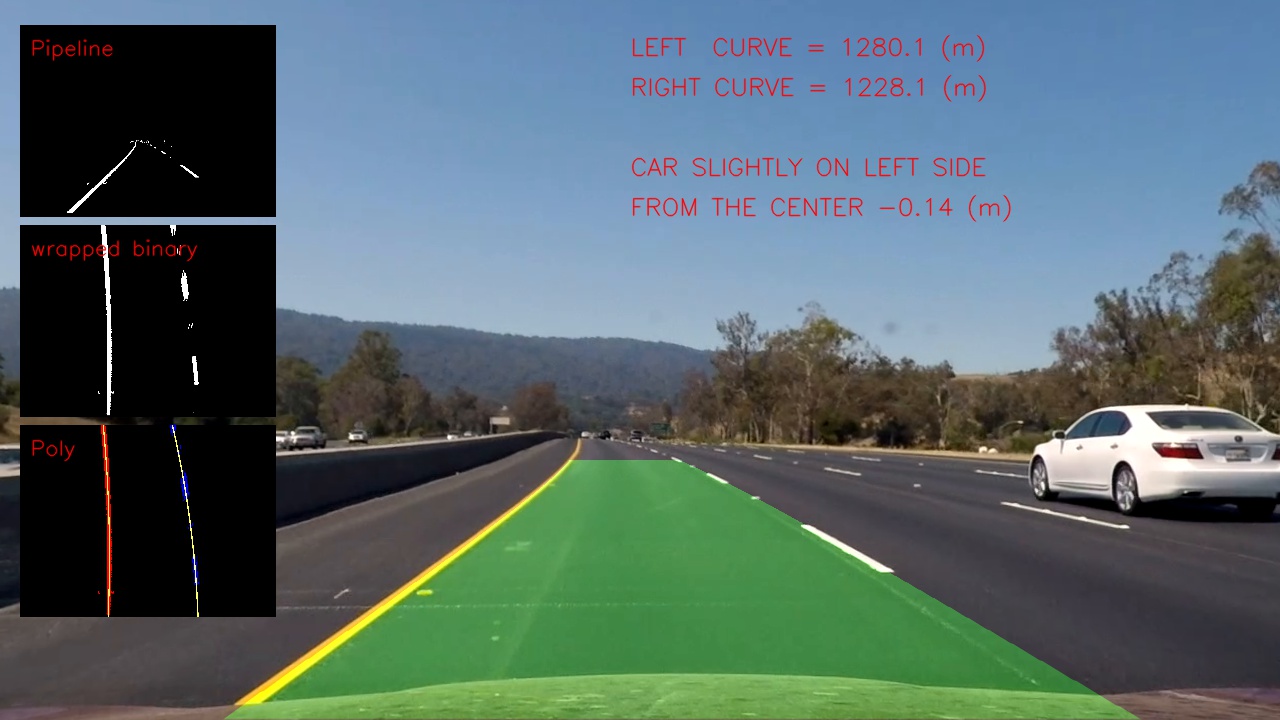 Pipeline
LEFT CURVE = 1280.1 (m)
RIGHT CURVE = 1228.1 (m)
CAR SLIGHTLY ON LEFT SIDE
FROM THE CENTER -0.14 (m)
wrapped binary
Poly